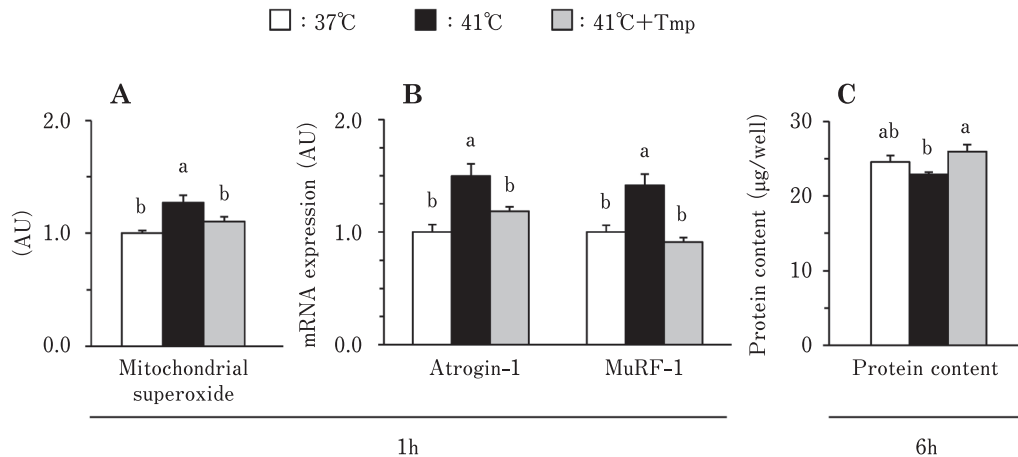 : 37℃ : 41℃ : 41℃+Tmp
A
(AU)
2.0
1.0
0.0
b a b
Mitochondrial
superoxide
B
mRNA expression (AU)
2.0
1.0
0.0
b a b
b a b
Atrogin-1 MuRF-1
1h
C
Protein content (μg/well)
30
20
10
0
ab b a
Protein content
6h